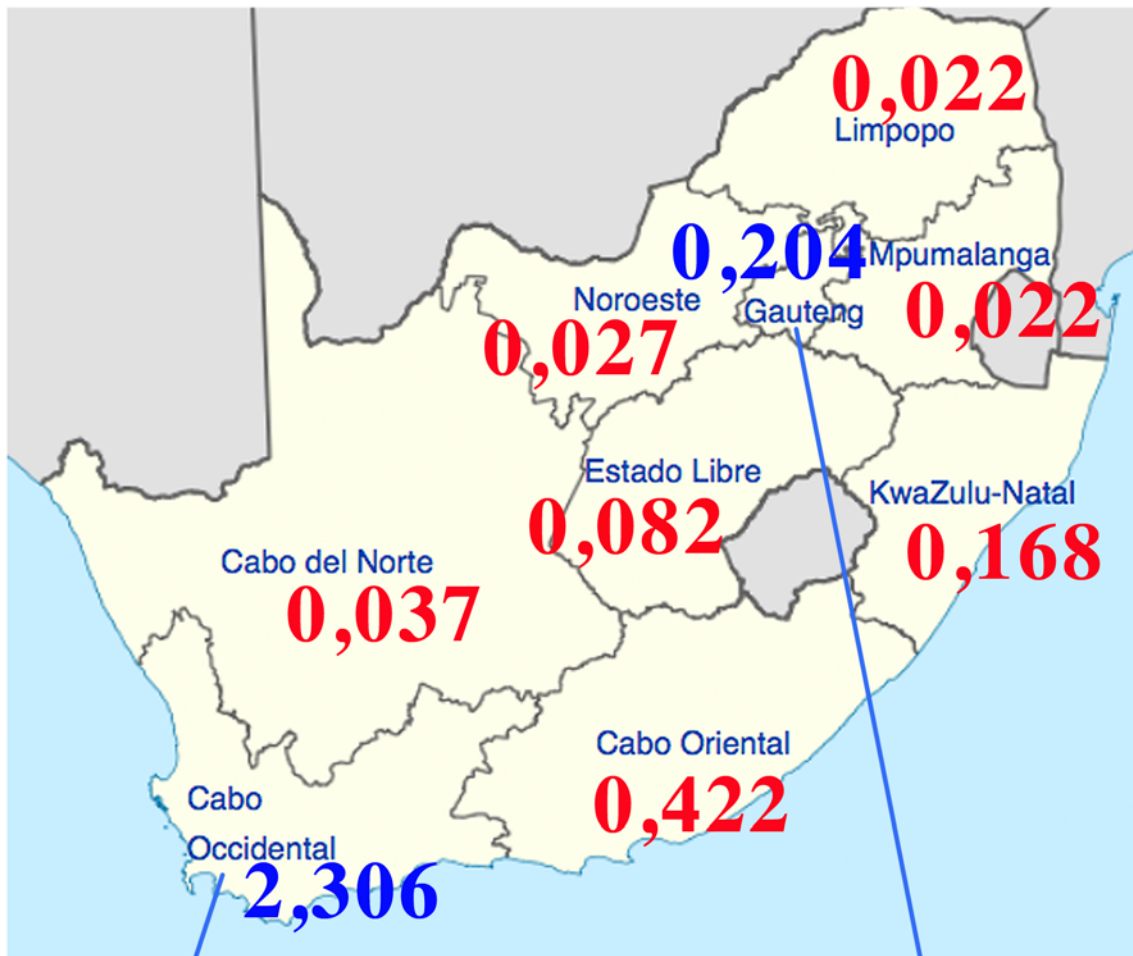 0,022
Limpopo
0,204
Mpumalanga
Noroeste
Gauteng
0,022
0,027
Estado Libre
KwaZulu-Natal
0,082
0,168
Cabo del Norte
0,037
Cabo Oriental
0,422
Cabo
Occidental
2,306